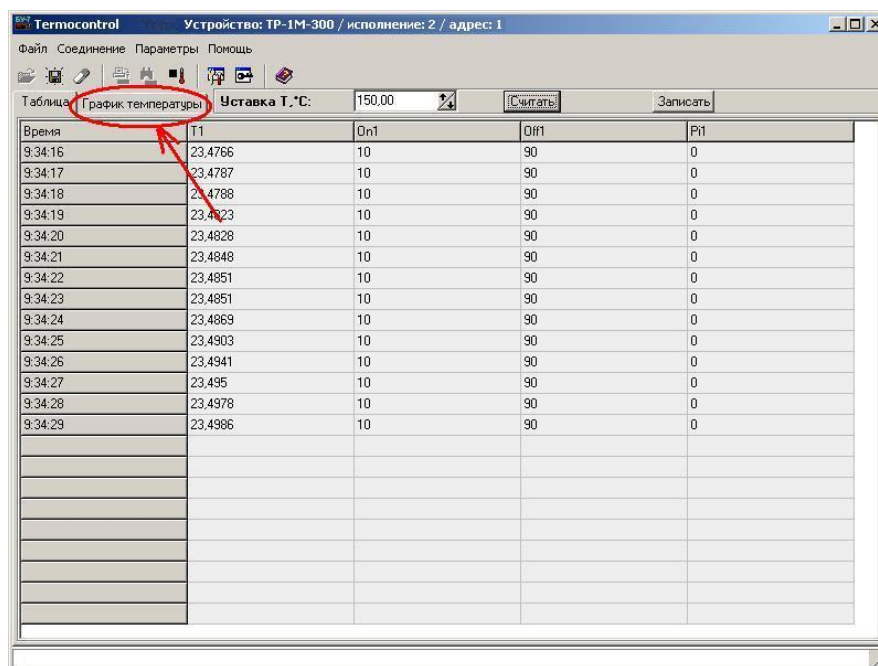 Termocontrol Устройство: ТР-1М-300 / исполнение: 2 / адрес: 1
Файл Соединение Параметры Помощь
Таблица График температуры Уставка Т,°С: 150,00 Считать Записать
Время Т1 On1 Off1 Pi1
9:34:16 23,4766 10 90 0
9:34:17 23,4787 10 90 0
9:34:18 23,4788 10 90 0
9:34:19 10 90 0
9:34:20 23,4828 10 90 0
9:34:21 23,4848 10 90 0
9:34:22 23,4851 10 90 0
9:34:23 23,4851 10 90 0
9:34:24 23,4869 10 90 0
9:34:25 23,4903 10 90 0
9:34:26 23,4941 10 90 0
9:34:27 23,495 10 90 0
9:34:28 23,4978 10 90 0
9:34:29 23,4986 10 90 0